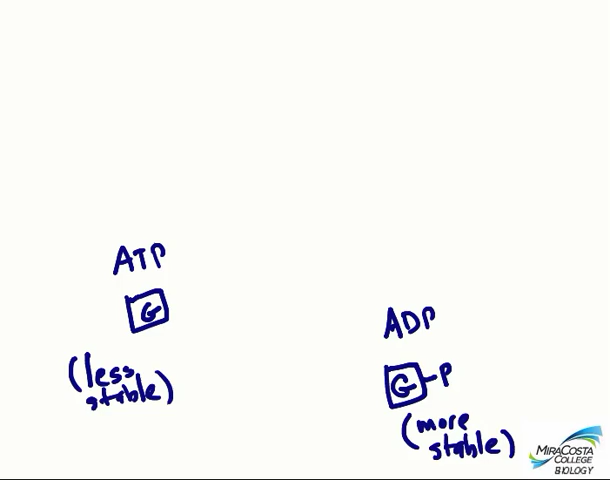 ATP
G
(less
stable)
ADP
G-P
(more
stable)
MIRACOSTA
COLLEGE
BIOLOGY